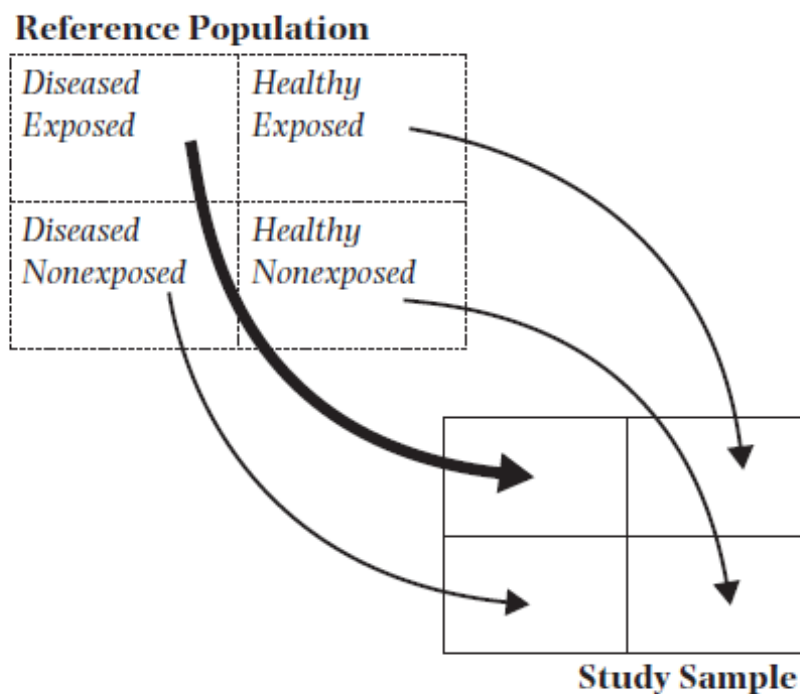 Reference Population
Diseased
Exposed
Healthy
Exposed
Diseased
Nonexposed
Healthy
Nonexposed
Study Sample